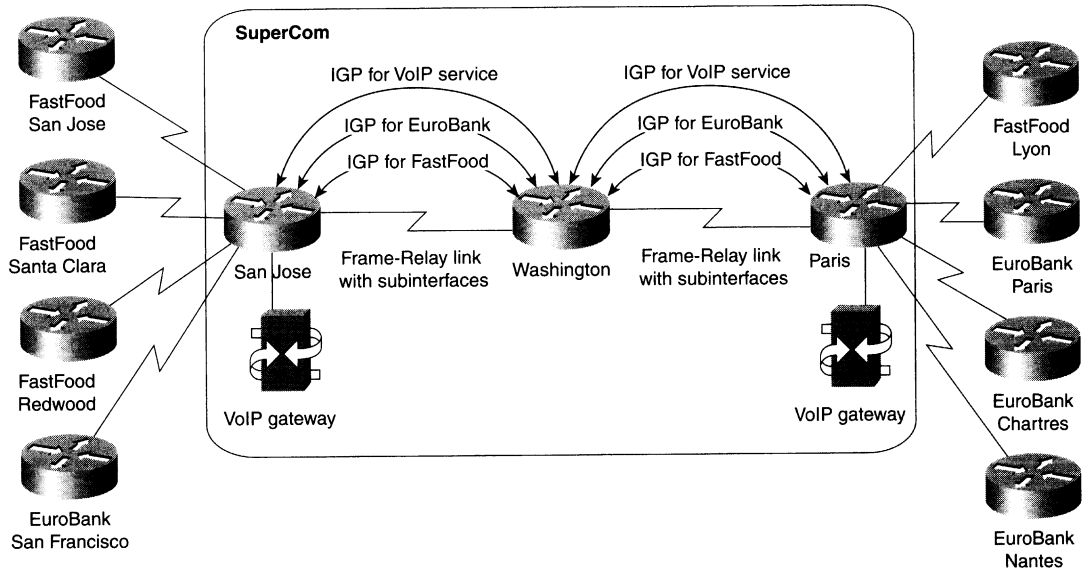 SuperCom
IGP for VoIP service
IGP for EuroBank
IGP for FastFood
IGP for VoIP service
IGP for EuroBank
IGP for FastFood
FastFood
San Jose
FastFood
Santa Clara
FastFood
Redwood
EuroBank
San Francisco
San Jose
Frame-Relay link
with subinterfaces
Washington
Frame-Relay link
with subinterfaces
Paris
VoIP gateway
VoIP gateway
FastFood
Lyon
EuroBank
Paris
EuroBank
Chartres
EuroBank
Nantes